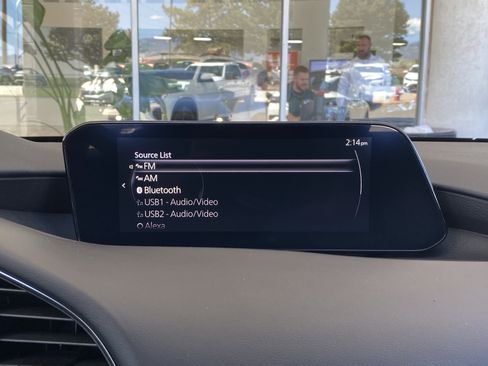 2:14pm
Source List
FM
AM
Bluetooth
USB1 - Audio/Video
USB2 - Audio/Video
Alexa